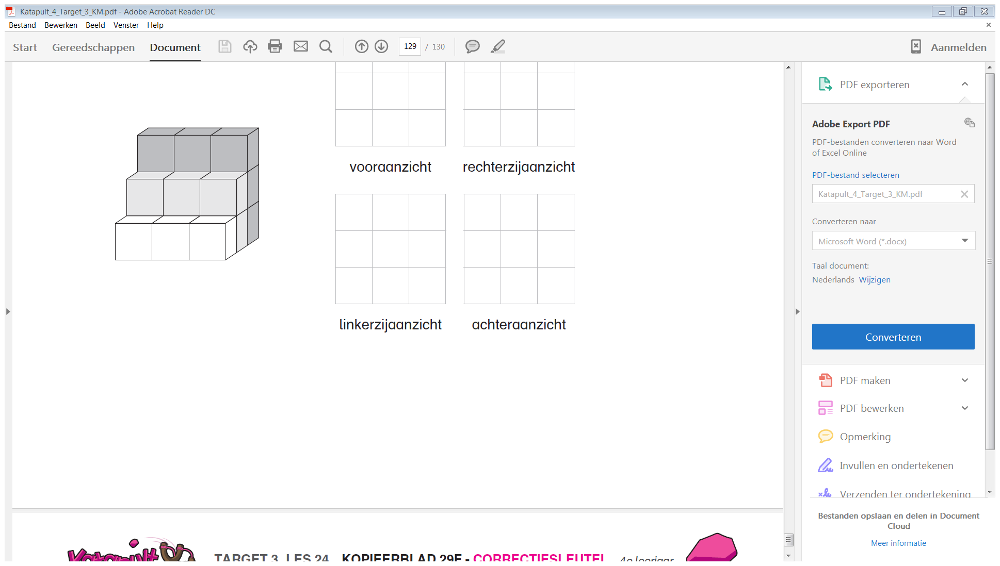 Katapult_4_Target_3_KM.pdf - Adobe Acrobat Reader DC
Bestand Bewerken Beeld Venster Help
Start Gereedschappen Document 129 / 130 Aanmelden
vooraanzicht rechterzijaanzicht
linkerzijaanzicht achteraanzicht
Katapult TARGET 3 LES 24 KOPIEERBLAD 29E - CORRECTIESLEUTEL 4e leerjaar
PDF exporteren
Adobe Export PDF
PDF-bestanden converteren naar Word
of Excel Online
PDF-bestand selecteren
Katapult_4_Target_3_KM.pdf
Converteren naar
Microsoft Word (*.docx)
Taal document:
Nederlands Wijzigen
Converteren
PDF maken
PDF bewerken
Opmerking
Invullen en ondertekenen
Verzenden ter ondertekening
Bestanden opslaan en delen in Document
Cloud
Meer informatie